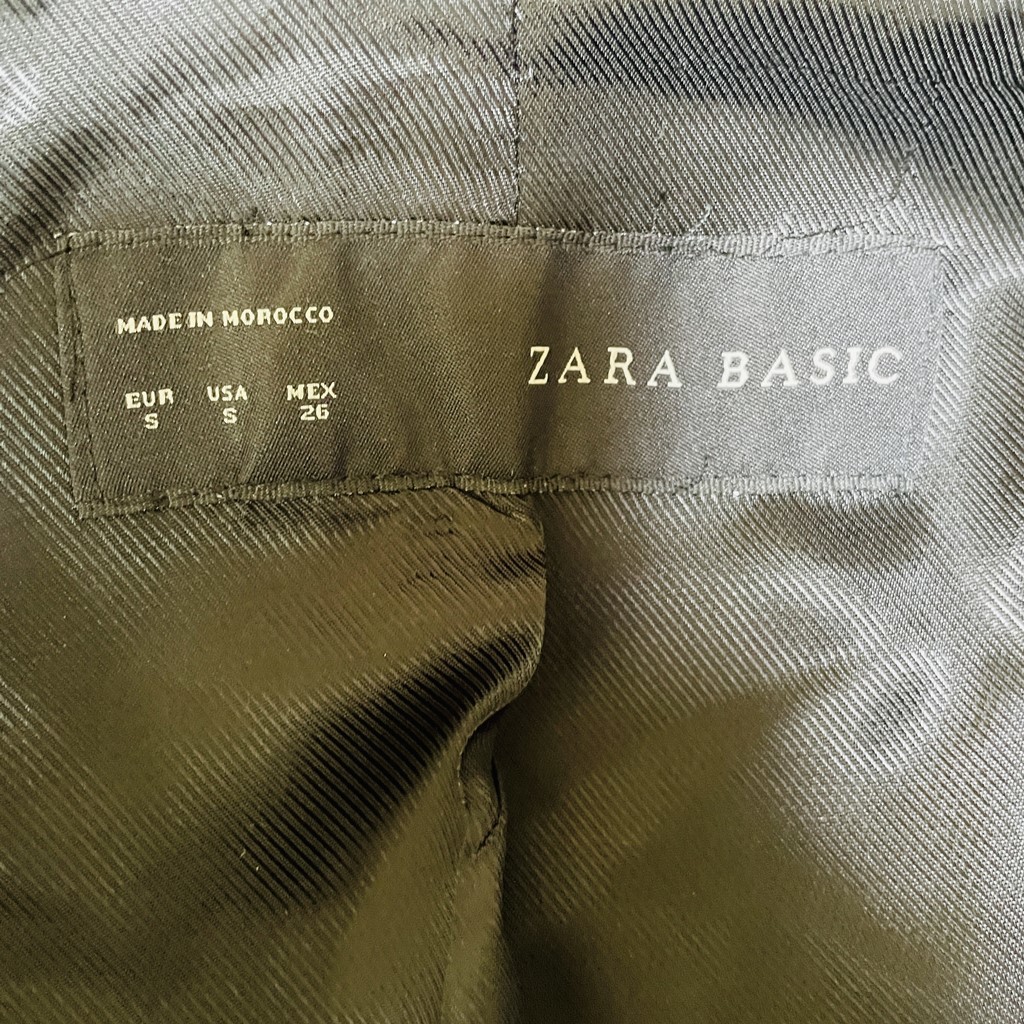 MADE IN MOROCCO
ZARA BASIC
EUR USA MEX
S S 26